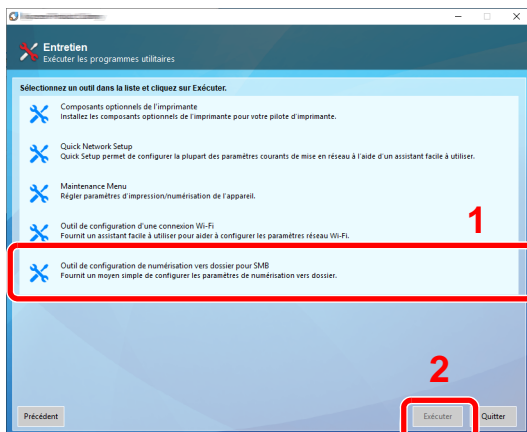 Entretien
Exécuter les programmes utilitaires
Sélectionnez un outil dans la liste et cliquez sur Exécuter.
Composants optionnels de l'imprimante
Installez les composants optionnels de l'imprimante pour votre pilote d'imprimante.
Quick Network Setup
Quick Setup permet de configurer la plupart des paramètres courants de mise en réseau à l'aide d'un assistant facile à utiliser.
Maintenance Menu
Régler paramètres d'impression/numérisation de l'appareil.
1
Outil de configuration d'une connexion Wi-Fi
Fournit un assistant facile à utiliser pour aider à configurer les paramètres réseau Wi-Fi.
Outil de configuration de numérisation vers dossier pour SMB
Fournit un moyen simple de configurer les paramètres de numérisation vers dossier.
2
Précédent
Exécuter
Quitter